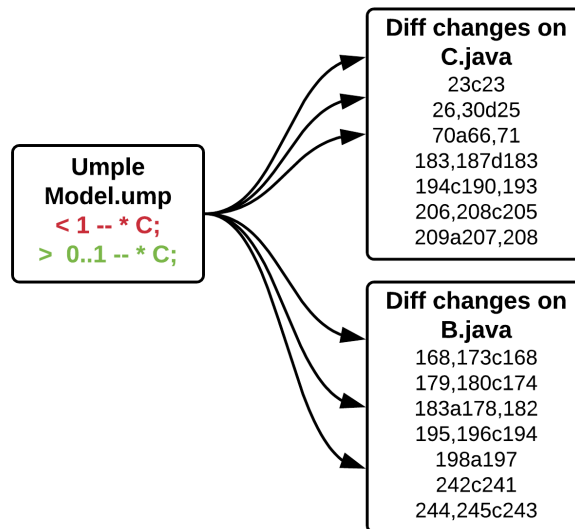 Umple
Model.ump
< 1 -- * C;
> 0..1 -- * C;
Diff changes on
C.java
23c23
26,30d25
70a66,71
183,187d183
194c190,193
206,208c205
209a207,208
Diff changes on
B.java
168,173c168
179,180c174
183a178,182
195,196c194
198a197
242c241
244,245c243